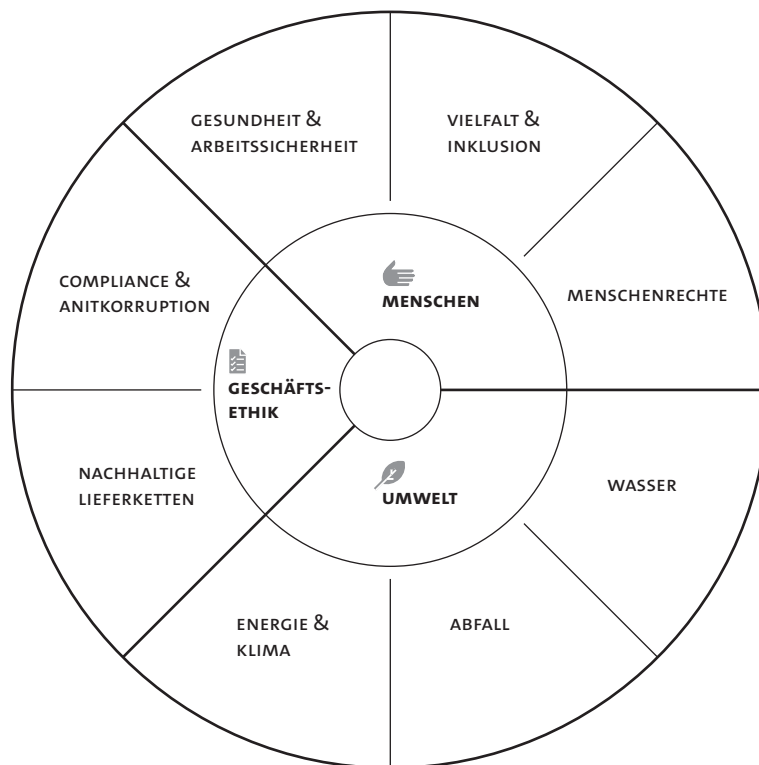 GESUNDHEIT &
ARBEITSSICHERHEIT
VIELFALT &
INKLUSION
COMPLIANCE &
ANITKORRUPTION
MENSCHENRECHTE
MENSCHEN
GESCHÄFTS-
ETHIK
UMWELT
NACHHALTIGE
LIEFERKETTEN
WASSER
ENERGIE &
KLIMA
ABFALL